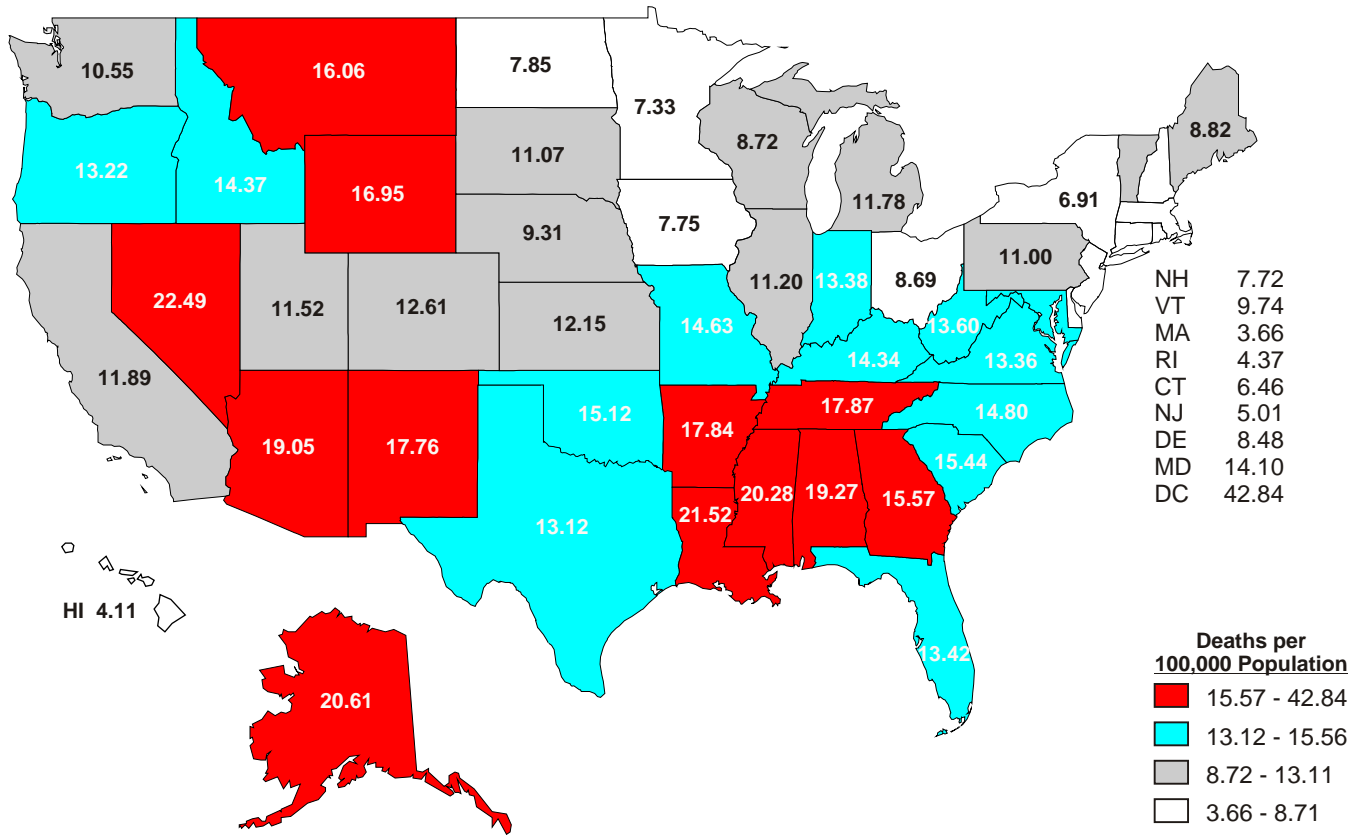 10.55
16.06
7.85
7.33
8.72
8.82
13.22
14.37
16.95
11.07
11.78
6.91
9.31
7.75
22.49
11.52
12.61
12.15
11.20
13.38
8.69
11.00
14.63
13.60
14.34
13.36
11.89
NH 7.72
VT 9.74
MA 3.66
RI 4.37
CT 6.46
NJ 5.01
DE 8.48
MD 14.10
DC 42.84
19.05
17.76
15.12
17.84
17.87
14.80
15.44
13.12
21.52
20.28
19.27
15.57
13.42
HI 4.11
20.61
Deaths per
100,000 Population
15.57 - 42.84
13.12 - 15.56
8.72 - 13.11
3.66 - 8.71